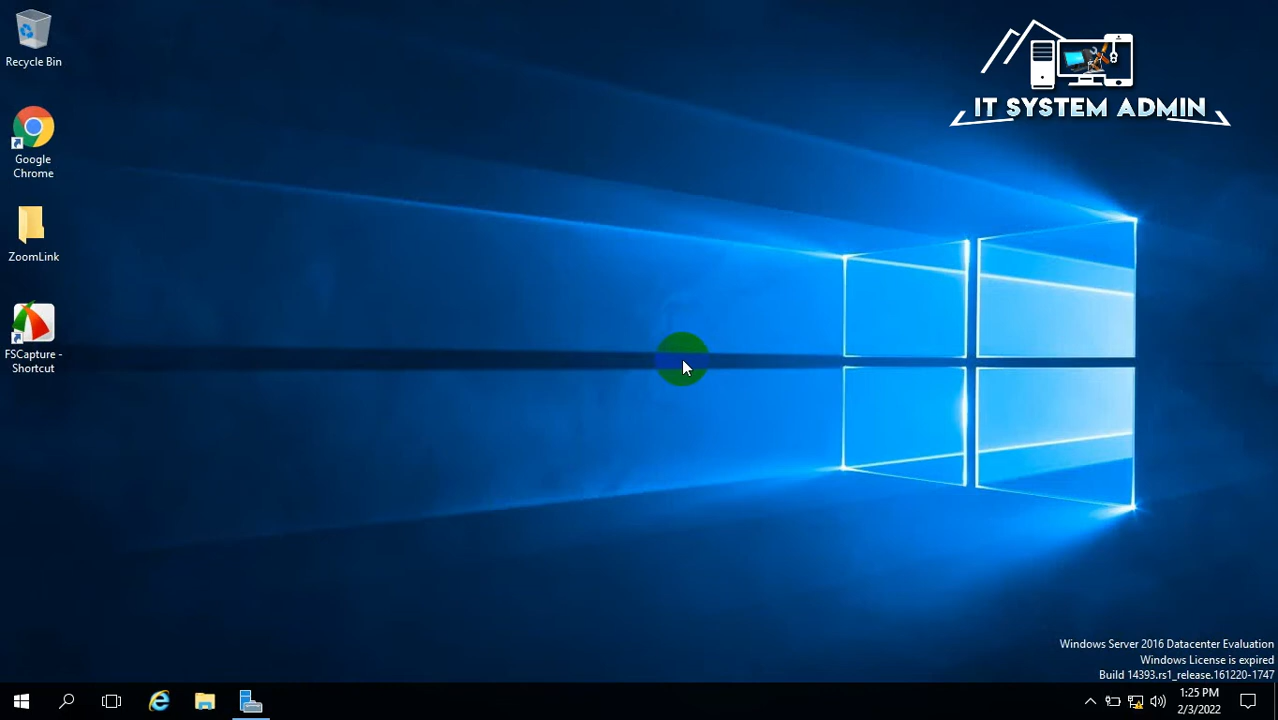 Recycle Bin
IT SYSTEM ADMIN
Google
Chrome
ZoomLink
FSCapture -
Shortcut
Windows Server 2016 Datacenter Evaluation
Windows License is expired
Build 14393.rs1_release.161220-1747
1:25 PM
2/3/2022